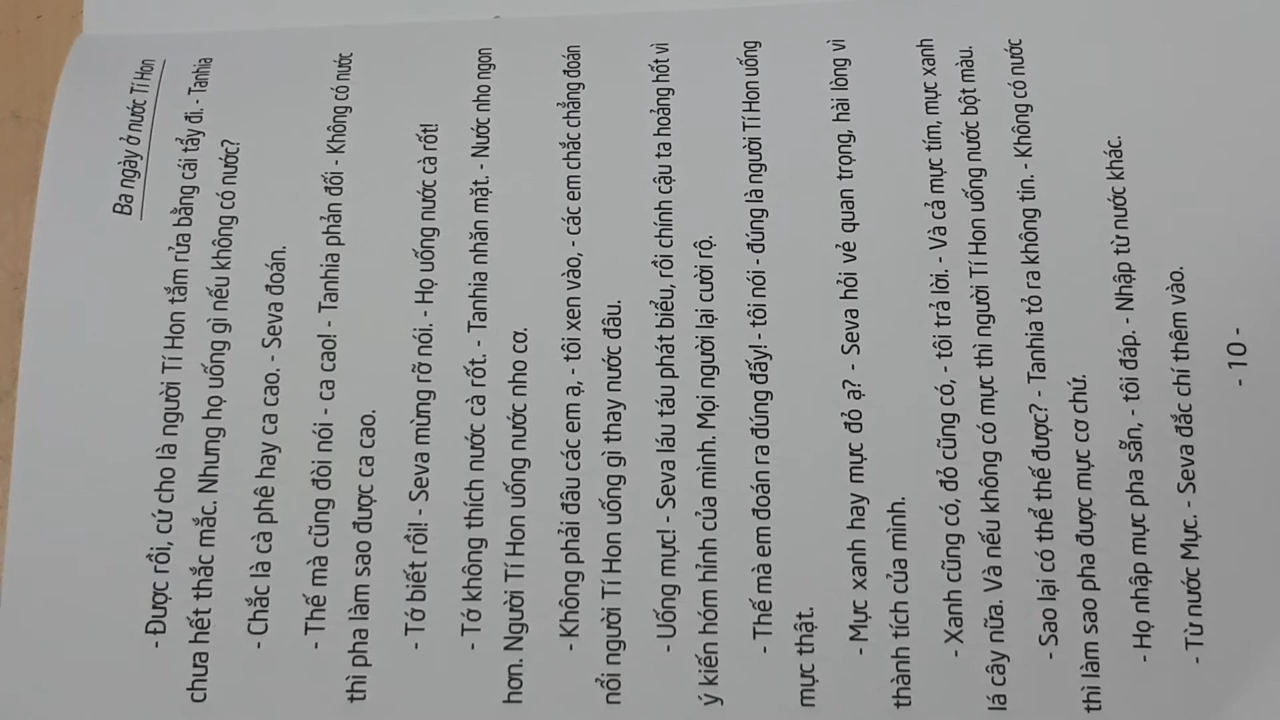 Ba ngày ở nước Tí Hon
- Được rồi, cứ cho là người Tí Hon tắm rửa bằng cái tẩy đi. - Tanhia
chưa hết thắc mắc. Nhưng họ uống gì nếu không có nước?
- Chắc là cà phê hay ca cao. - Seva đoán.
- Thế mà cũng đòi nói - ca cao! - Tanhia phản đối - Không có nước
thì pha làm sao được ca cao.
- Tớ biết rồi! - Seva mừng rỡ nói. - Họ uống nước cà rốt!
- Tớ không thích nước cà rốt. - Tanhia nhăn mặt. - Nước nho ngon
hơn. Người Tí Hon uống nước nho cơ.
- Không phải đâu các em ạ, - tôi xen vào, - các em chắc chẳng đoán
nổi người Tí Hon uống gì thay nước đâu.
- Uống mực! - Seva láu táu phát biểu, rồi chính cậu ta hoảng hốt vì
ý kiến hóm hỉnh của mình. Mọi người lại cười rộ.
- Thế mà em đoán ra đúng đấy! - tôi nói - đúng là người Tí Hon uống
mực thật.
- Mực xanh hay mực đỏ ạ? - Seva hỏi vẻ quan trọng, hài lòng vì
thành tích của mình.
- Xanh cũng có, đỏ cũng có, - tôi trả lời. - Và cả mực tím, mực xanh
lá cây nữa. Và nếu không có mực thì người Tí Hon uống nước bột màu.
- Sao lại có thể thế được? - Tanhia tỏ ra không tin. - Không có nước
thì làm sao pha được mực cơ chứ.
- Họ nhập mực pha sẵn, - tôi đáp. - Nhập từ nước khác.
- Từ nước Mực. - Seva đắc chí thêm vào.
- 10 -